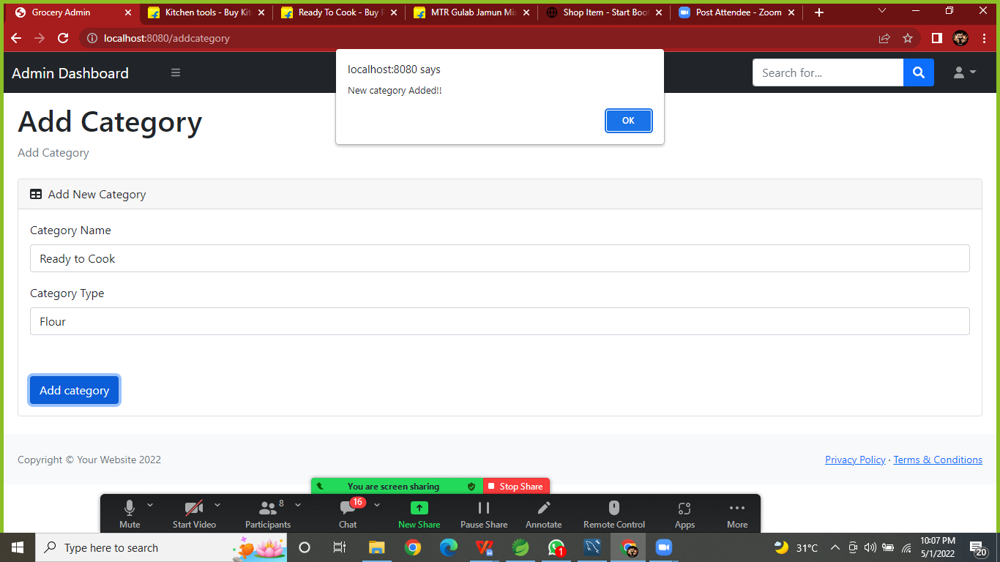 Grocery Admin
Kitchen tools - Buy Kit
Ready To Cook - Buy
MTR Gulab Jamun Mix
Shop Item - Start Boot
Post Attendee - Zoom
localhost:8080/addcategory
Admin Dashboard
Search for...
localhost:8080 says
New category Added!!
OK
Add Category
Add Category
Add New Category
Category Name
Ready to Cook
Category Type
Flour
Add category
Copyright © Your Website 2022
Privacy Policy · Terms & Conditions
You are screen sharing
Stop Share
Mute
Start Video
Participants 8
Chat 16
New Share
Pause Share
Annotate
Remote Control
Apps
More
Type here to search
1
31°C
10:07 PM
5/1/2022
20